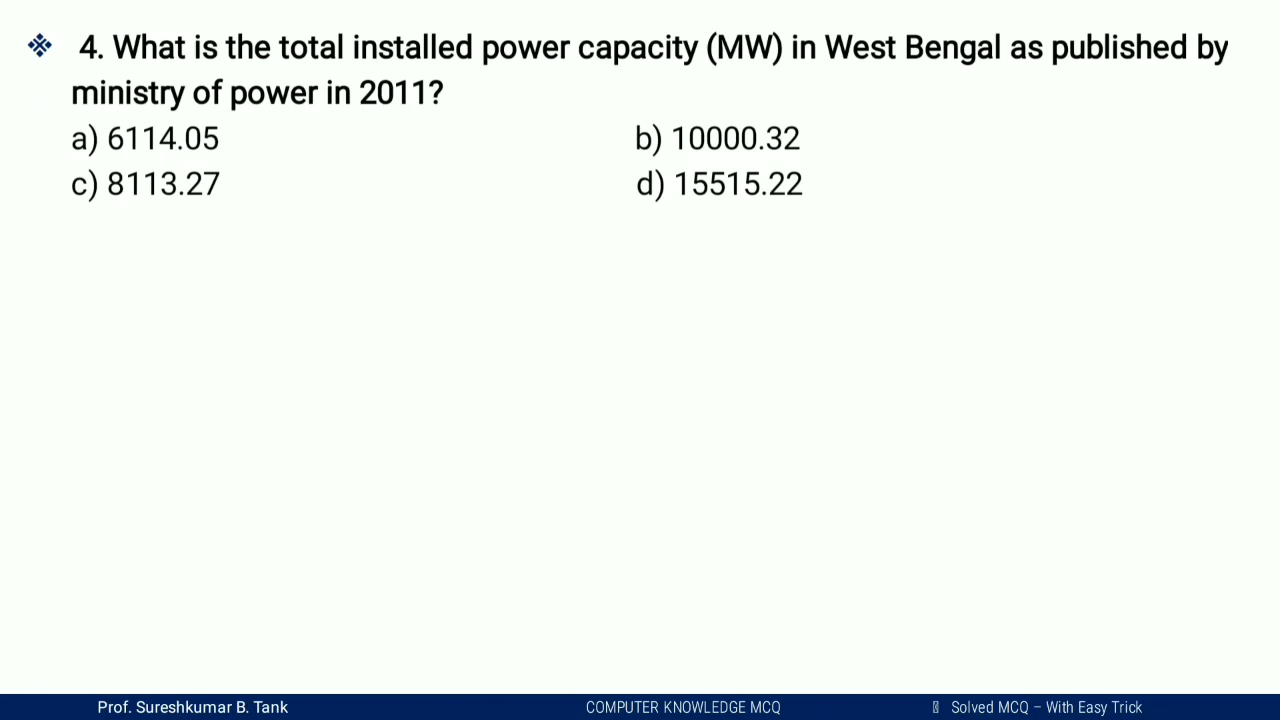 ❖ 4. What is the total installed power capacity (MW) in West Bengal as published by
ministry of power in 2011?
a) 6114.05 b) 10000.32
c) 8113.27 d) 15515.22
Prof. Sureshkumar B. Tank COMPUTER KNOWLEDGE MCQ Solved MCQ – With Easy Trick